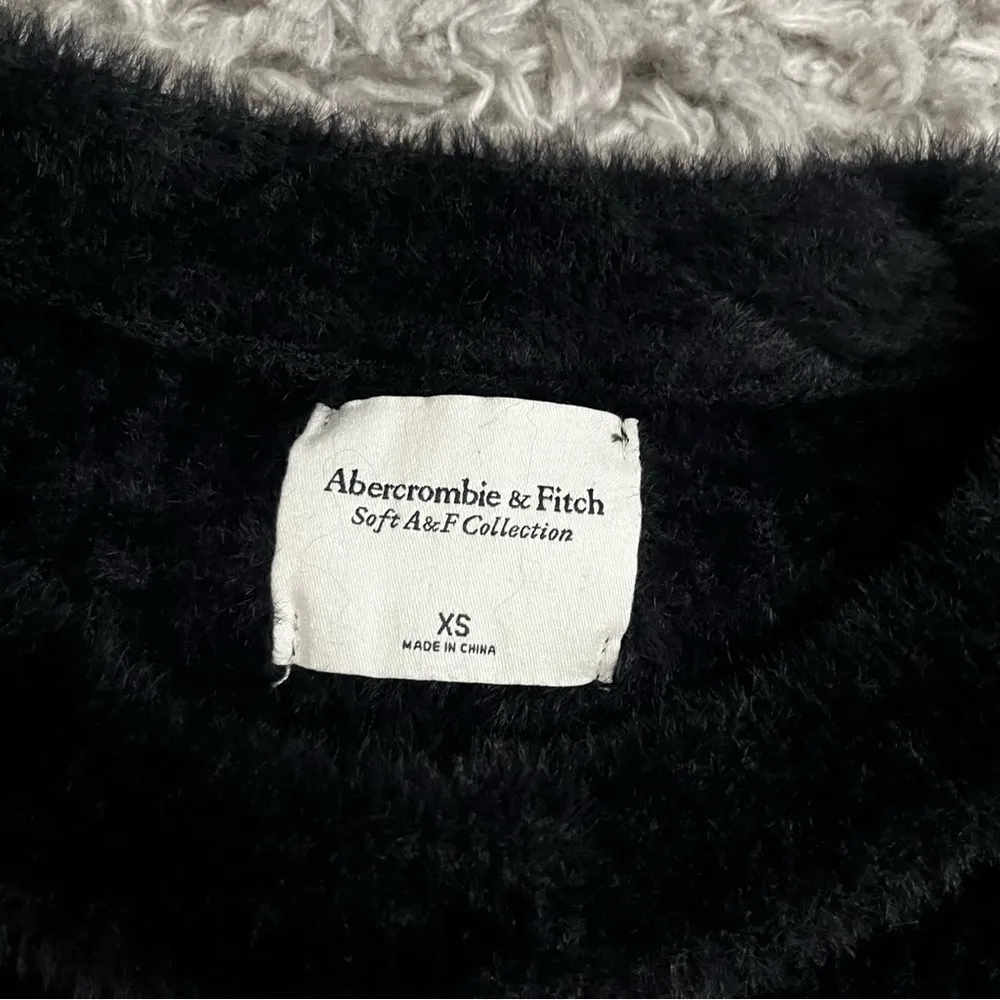 Abercrombie & Fitch
Soft A&F Collection
XS
MADE IN CHINA